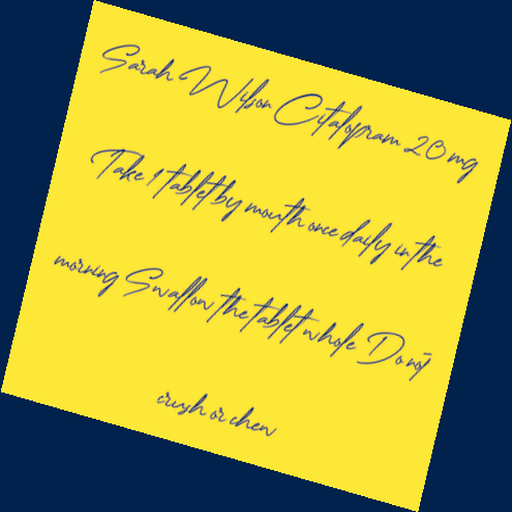 Sarah Wilson Citalopram 20 mg
Take 1 tablet by mouth once daily in the
morning Swallow the tablet whole Do not
crush or chew